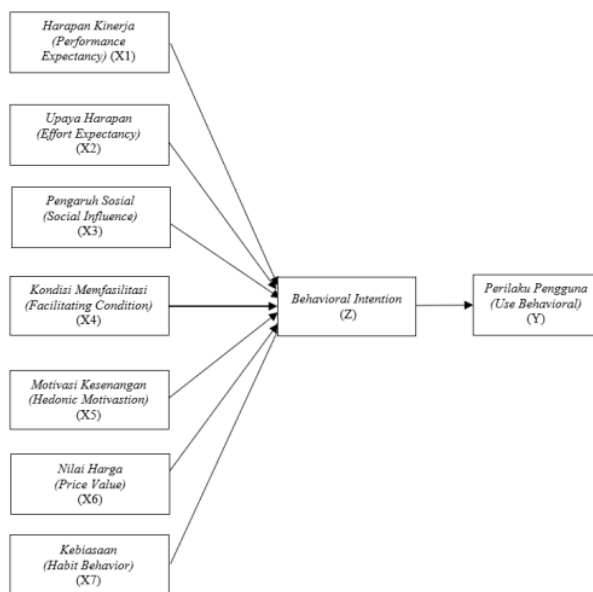 Harapan Kinerja
(Performance
Expectancy) (X1)
Upaya Harapan
(Effort Expectancy)
(X2)
Pengaruh Sosial
(Social Influence)
(X3)
Kondisi Memfasilitasi
(Facilitating Condition)
(X4)
Motivasi Kesenangan
(Hedonic Motivastion)
(X5)
Nilai Harga
(Price Value)
(X6)
Kebiasaan
(Habit Behavior)
(X7)
Behavioral Intention
(Z)
Perilaku Pengguna
(Use Behavioral)
(Y)